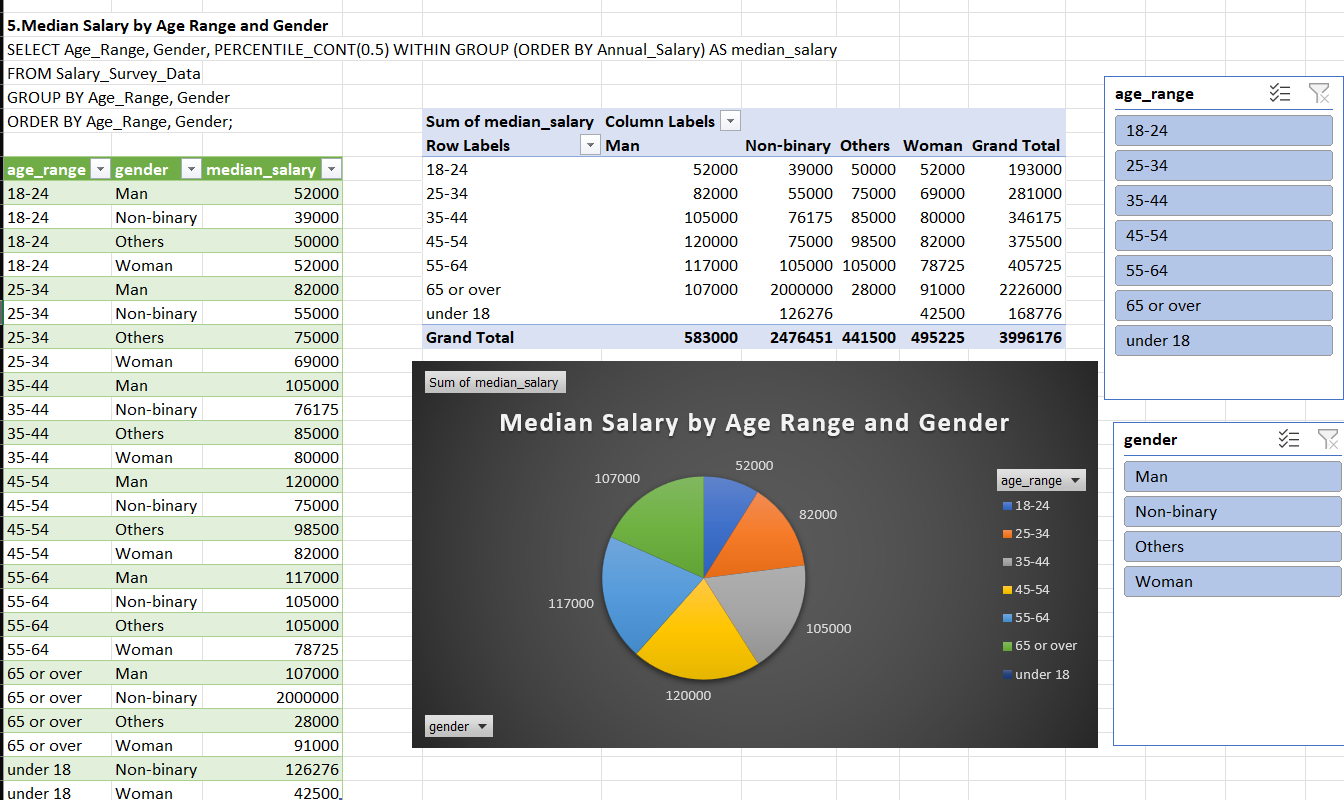 5.Median Salary by Age Range and Gender
SELECT Age_Range, Gender, PERCENTILE_CONT(0.5) WITHIN GROUP (ORDER BY Annual_Salary) AS median_salary
FROM Salary_Survey_Data
GROUP BY Age_Range, Gender
ORDER BY Age_Range, Gender;
age_range gender median_salary
18-24 Man 52000
18-24 Non-binary 39000
18-24 Others 50000
18-24 Woman 52000
25-34 Man 82000
25-34 Non-binary 55000
25-34 Others 75000
25-34 Woman 69000
35-44 Man 105000
35-44 Non-binary 76175
35-44 Others 85000
35-44 Woman 80000
45-54 Man 120000
45-54 Non-binary 75000
45-54 Others 98500
45-54 Woman 82000
55-64 Man 117000
55-64 Non-binary 105000
55-64 Others 105000
55-64 Woman 78725
65 or over Man 107000
65 or over Non-binary 2000000
65 or over Others 28000
65 or over Woman 91000
under 18 Non-binary 126276
under 18 Woman 42500
Sum of median_salary Column Labels
Row Labels Man Non-binary Others Woman Grand Total
18-24 52000 39000 50000 52000 193000
25-34 82000 55000 75000 69000 281000
35-44 105000 76175 85000 80000 346175
45-54 120000 75000 98500 82000 375500
55-64 117000 105000 105000 78725 405725
65 or over 107000 2000000 28000 91000 2226000
under 18 126276 42500 168776
Grand Total 583000 2476451 441500 495225 3996176
Sum of median_salary
Median Salary by Age Range and Gender
52000
82000
105000
120000
117000
107000
age_range
18-24
25-34
35-44
45-54
55-64
65 or over
under 18
gender
age_range
18-24
25-34
35-44
45-54
55-64
65 or over
under 18
gender
Man
Non-binary
Others
Woman